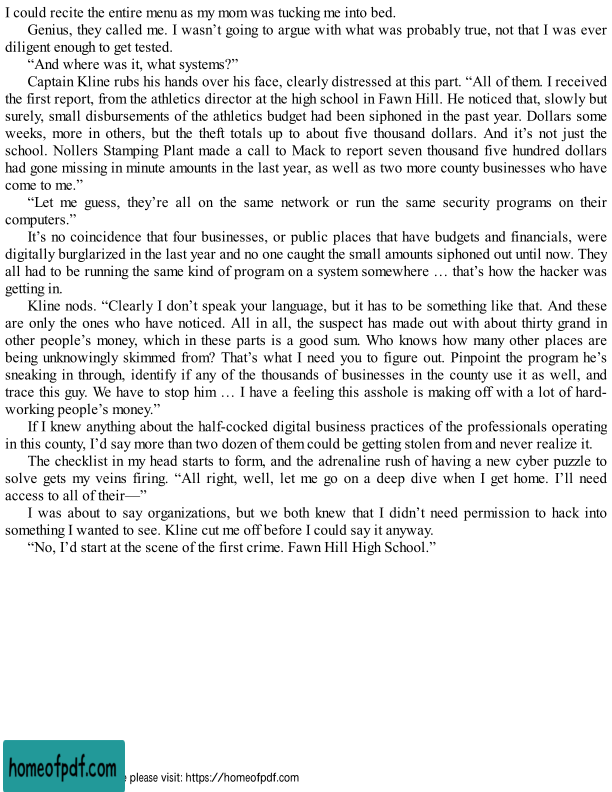 I could recite the entire menu as my mom was tucking me into bed.
Genius, they called me. I wasn’t going to argue with what was probably true, not that I was ever
diligent enough to get tested.
“And where was it, what systems?”
Captain Kline rubs his hands over his face, clearly distressed at this part. “All of them. I received
the first report, from the athletics director at the high school in Fawn Hill. He noticed that, slowly but
surely, small disbursements of the athletics budget had been siphoned in the past year. Dollars some
weeks, more in others, but the theft totals up to about five thousand dollars. And it’s not just the
school. Nollers Stamping Plant made a call to Mack to report seven thousand five hundred dollars
had gone missing in minute amounts in the last year, as well as two more county businesses who have
come to me.”
“Let me guess, they’re all on the same network or run the same security programs on their
computers.”
It’s no coincidence that four businesses, or public places that have budgets and financials, were
digitally burglarized in the last year and no one caught the small amounts siphoned out until now. They
all had to be running the same kind of program on a system somewhere … that’s how the hacker was
getting in.
Kline nods. “Clearly I don’t speak your language, but it has to be something like that. And these
are only the ones who have noticed. All in all, the suspect has made out with about thirty grand in
other people’s money, which in these parts is a good sum. Who knows how many other places are
being unknowingly skimmed from? That’s what I need you to figure out. Pinpoint the program he’s
sneaking in through, identify if any of the thousands of businesses in the county use it as well, and
trace this guy. We have to stop him … I have a feeling this asshole is making off with a lot of hard-
working people’s money.”
If I knew anything about the half-cocked digital business practices of the professionals operating
in this county, I’d say more than two dozen of them could be getting stolen from and never realize it.
The checklist in my head starts to form, and the adrenaline rush of having a new cyber puzzle to
solve gets my veins firing. “All right, well, let me go on a deep dive when I get home. I’ll need
access to all of their—”
I was about to say organizations, but we both knew that I didn’t need permission to hack into
something I wanted to see. Kline cut me off before I could say it anyway.
“No, I’d start at the scene of the first crime. Fawn Hill High School.”
homeofpdf.com
please visit: https://homeofpdf.com